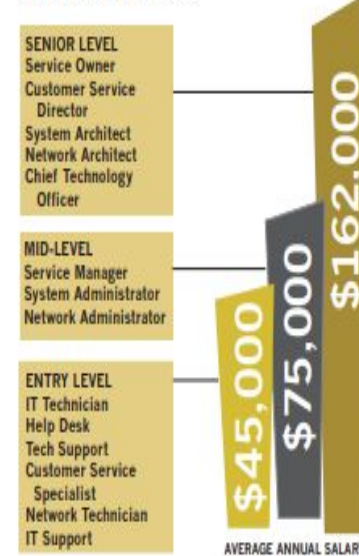 SENIOR LEVEL
Service Owner
Customer Service
Director
System Architect
Network Architect
Chief Technology
Officer
MID-LEVEL
Service Manager
System Administrator
Network Administrator
ENTRY LEVEL
IT Technician
Help Desk
Tech Support
Customer Service
Specialist
Network Technician
IT Support
$45,000
$75,000
$162,000
AVERAGE ANNUAL SALAR